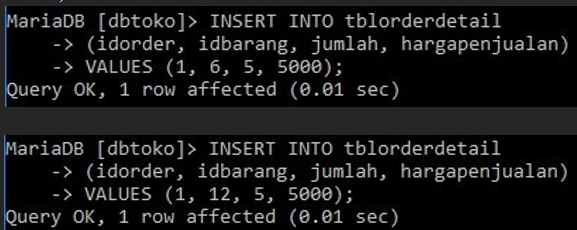 MariaDB [dbtoko]> INSERT INTO tblorderdetail
    -> (idorder, idbarang, jumlah, hargapenjualan)
    -> VALUES (1, 6, 5, 5000);
Query OK, 1 row affected (0.01 sec)
MariaDB [dbtoko]> INSERT INTO tblorderdetail
    -> (idorder, idbarang, jumlah, hargapenjualan)
    -> VALUES (1, 12, 5, 5000);
Query OK, 1 row affected (0.01 sec)